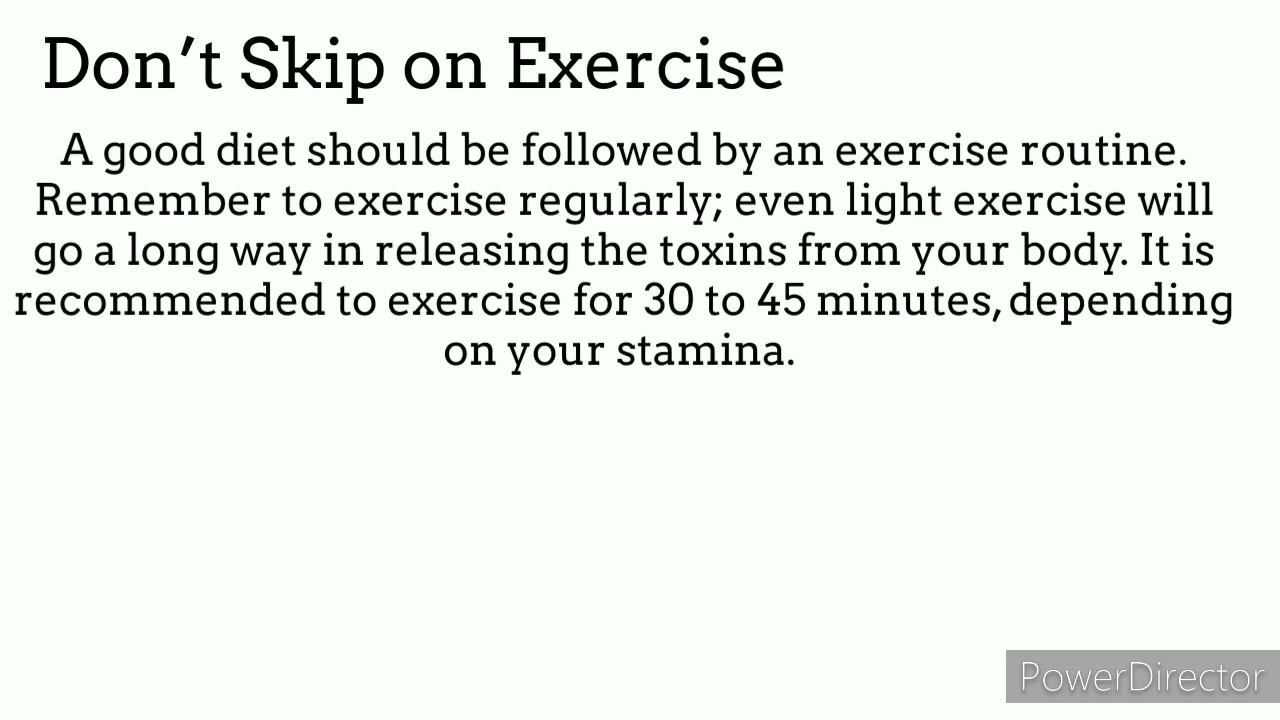 Don’t Skip on Exercise
A good diet should be followed by an exercise routine.
Remember to exercise regularly; even light exercise will
go a long way in releasing the toxins from your body. It is
recommended to exercise for 30 to 45 minutes, depending
on your stamina.
PowerDirector